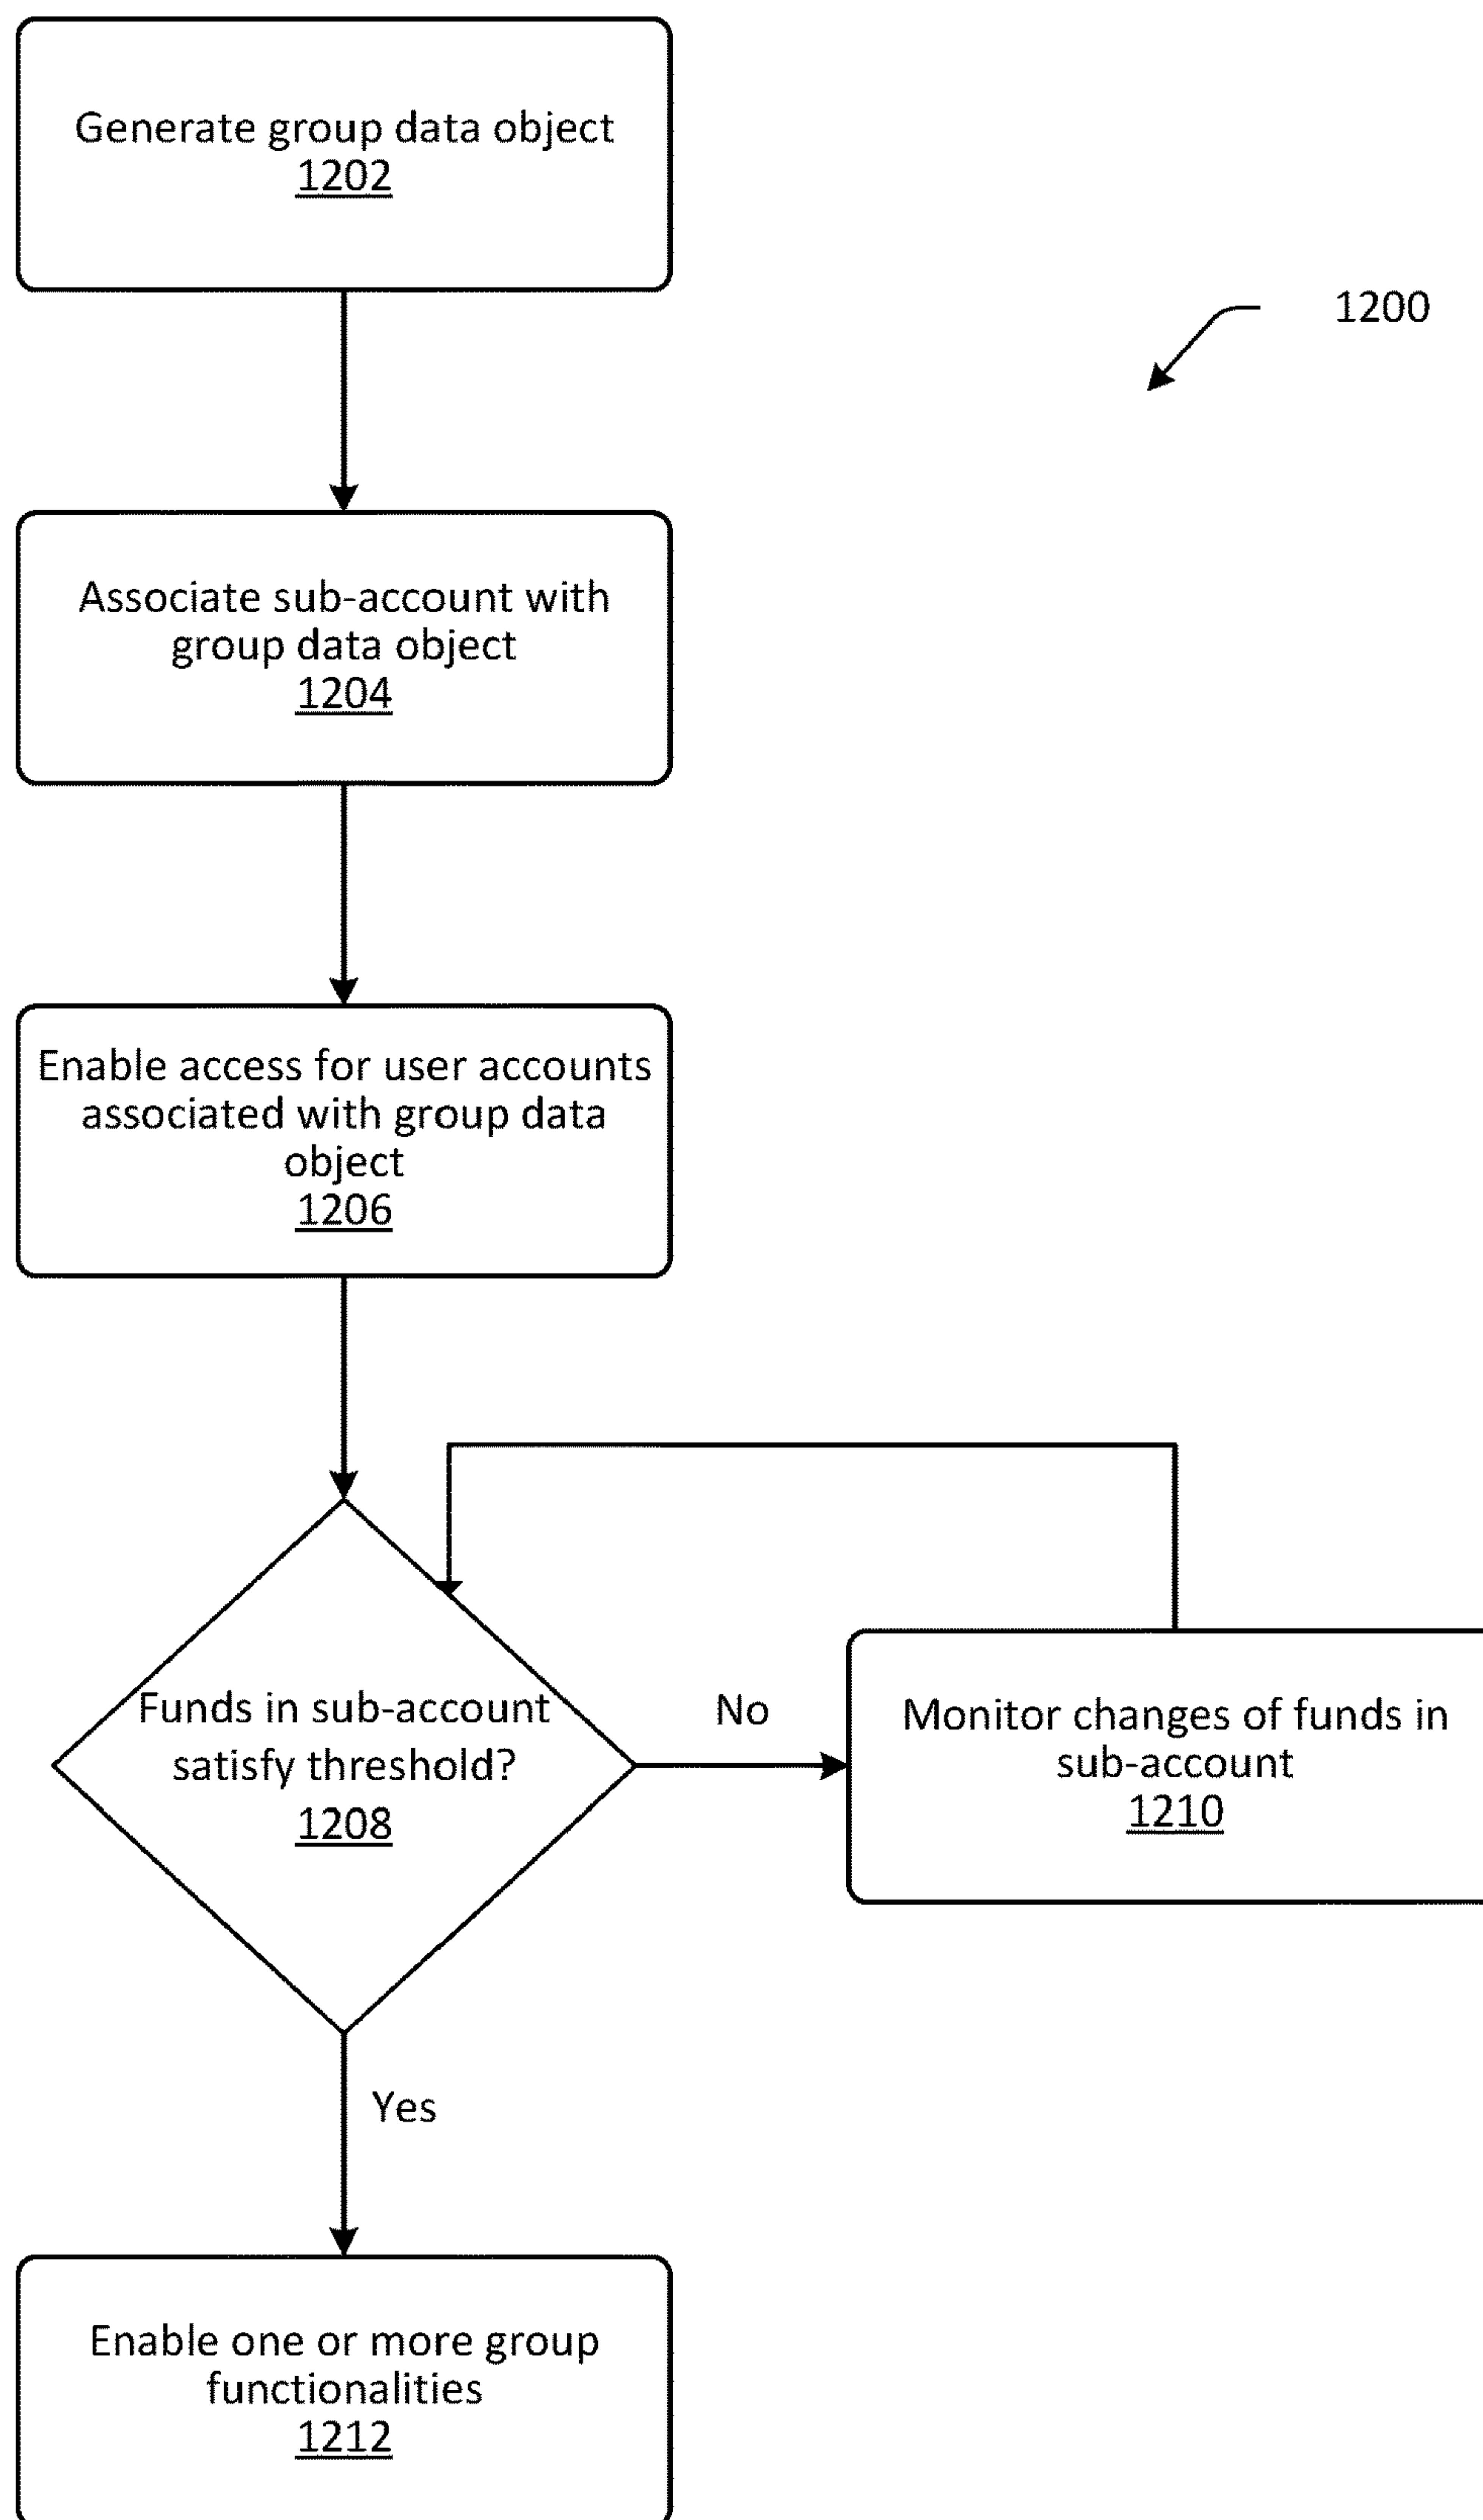 Generate group data object
1202
1200
Associate sub-account with
group data object
1204
Enable access for user accounts
associated with group data
object
1206
Funds in sub-account
satisfy threshold?
1208
No
Monitor changes of funds in
sub-account
1210
Yes
Enable one or more group
functionalities
1212